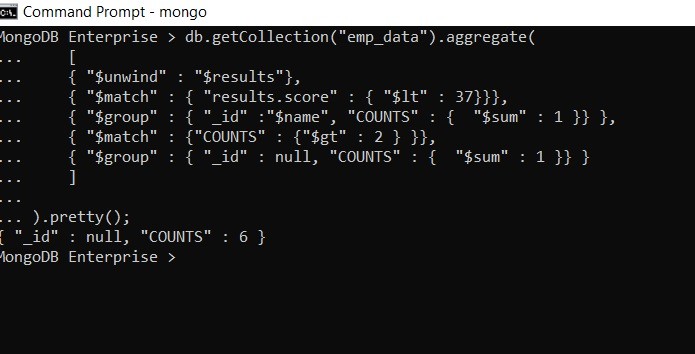 Command Prompt - mongo
MongoDB Enterprise > db.getCollection("emp_data").aggregate(
... [
... { "$unwind" : "$results"},
... { "$match" : { "results.score" : { "$lt" : 37}}},
... { "$group" : { "_id" :"$name", "COUNTS" : {  "$sum" : 1 }} },
... { "$match" : {"COUNTS" : {"$gt" : 2 } }},
... { "$group" : { "_id" : null, "COUNTS" : {  "$sum" : 1 }} }
... ]
...
... ).pretty();
{ "_id" : null, "COUNTS" : 6 }
MongoDB Enterprise >